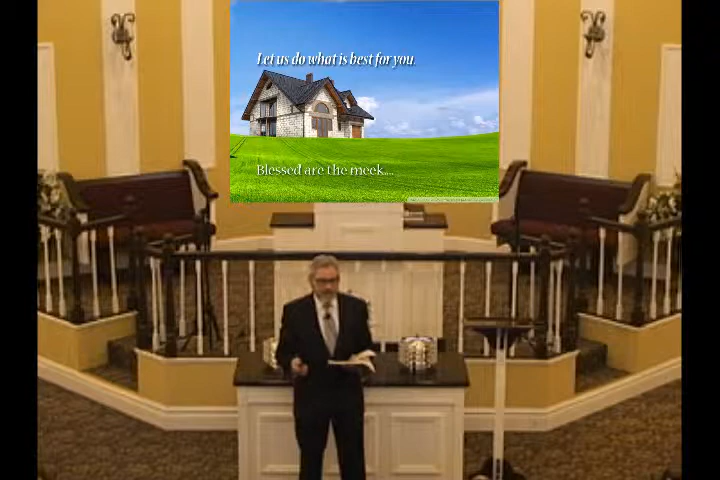 Let us do what is best for you.
Blessed are the meek....